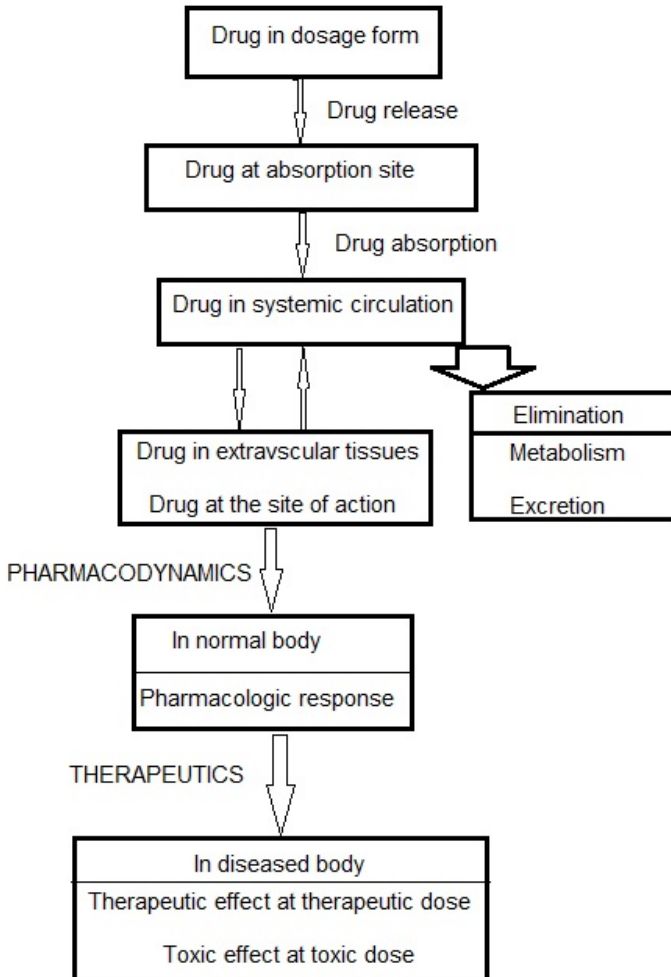 Drug in dosage form
Drug release
Drug at absorption site
Drug absorption
Drug in systemic circulation
Elimination
Metabolism
Excretion
Drug in extravscular tissues
Drug at the site of action
PHARMACODYNAMICS
In normal body
Pharmacologic response
THERAPEUTICS
In diseased body
Therapeutic effect at therapeutic dose
Toxic effect at toxic dose